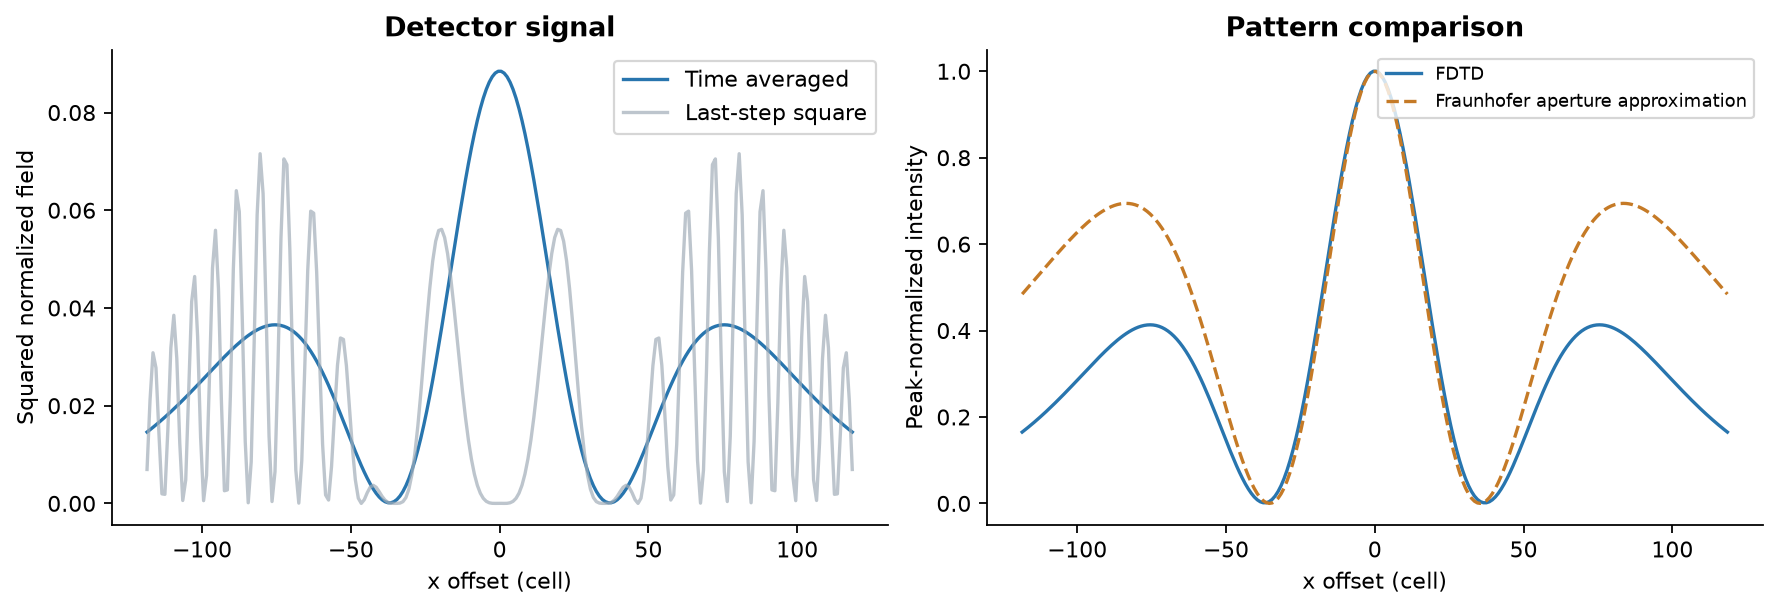 Detector signal
Time averaged
Last-step square
Squared normalized field
0.08
0.06
0.04
0.02
0.00
−100
−50
0
50
100
x offset (cell)
Pattern comparison
FDTD
Fraunhofer aperture approximation
Peak-normalized intensity
1.0
0.8
0.6
0.4
0.2
0.0
−100
−50
0
50
100
x offset (cell)